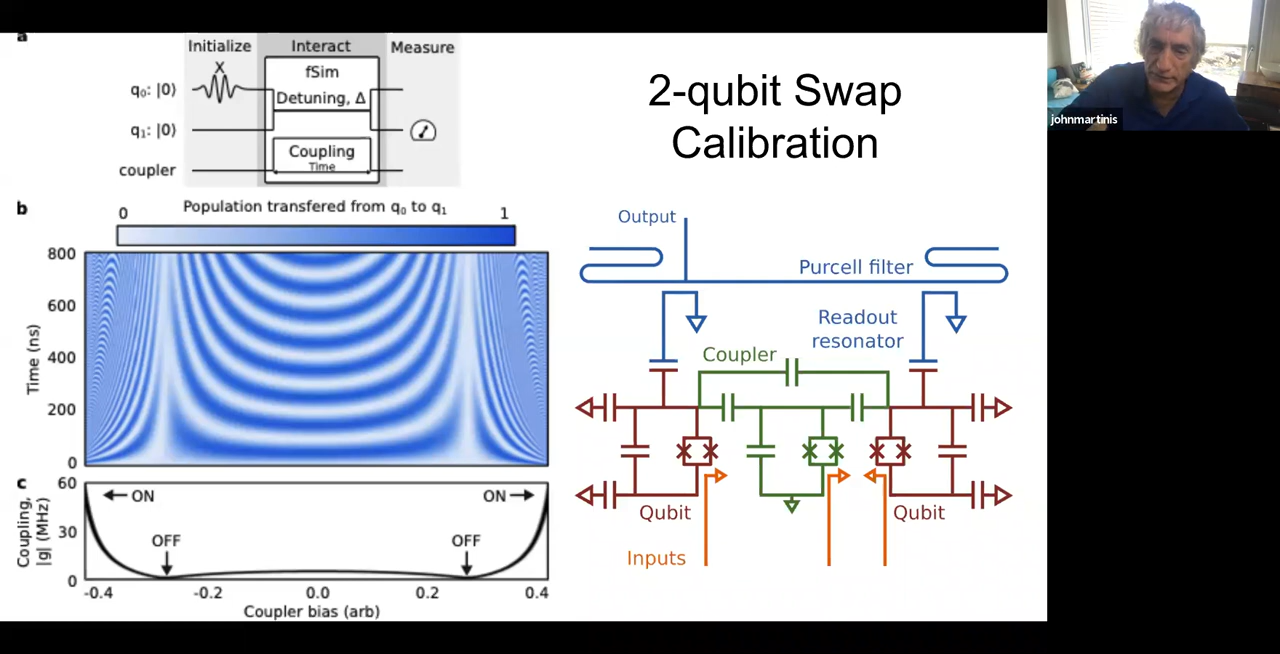 a
Initialize
Interact
Measure
X
fSim
q₀: |0⟩
Detuning, Δ
q₁: |0⟩
Coupling
Time
coupler
b
Population transfered from q₀ to q₁
0
1
800
600
400
200
0
Time (ns)
c
60
30
0
Coupling,
|g| (MHz)
ON
ON
OFF
OFF
-0.4
-0.2
0.0
0.2
0.4
Coupler bias (arb)
2-qubit Swap
Calibration
Output
Purcell filter
Readout
resonator
Coupler
Qubit
Qubit
Inputs
johnmartinis